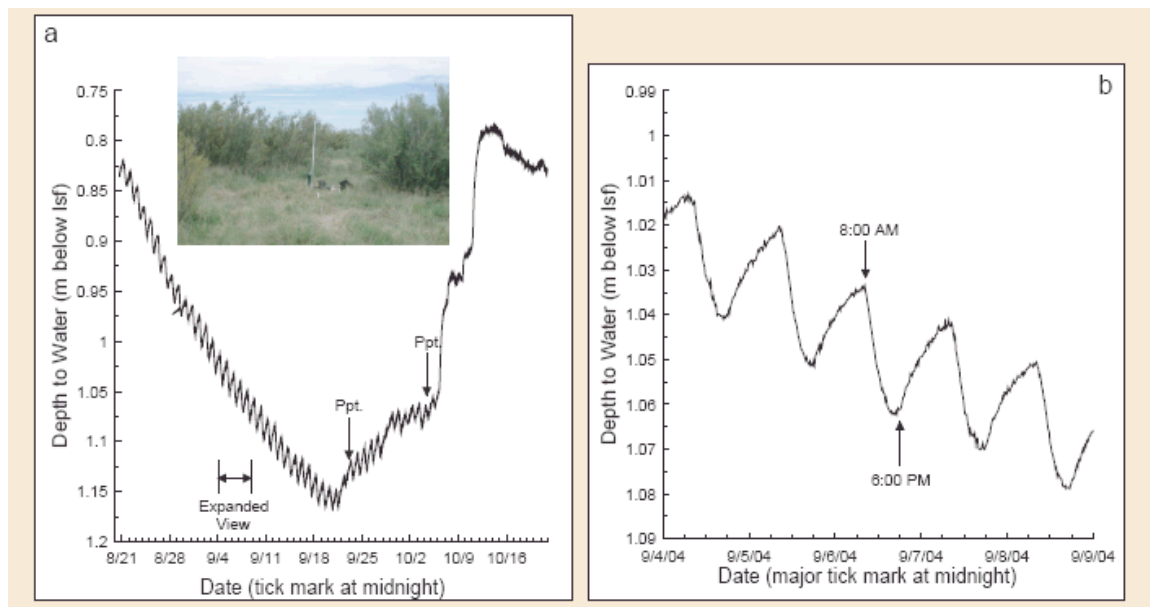 a
0.75
0.8
0.85
0.9
0.95
1
1.05
1.1
1.15
1.2
Depth to Water (m below lsf)
Ppt.
Ppt.
Expanded
View
8/21 8/28 9/4 9/11 9/18 9/25 10/2 10/9 10/16
Date (tick mark at midnight)
b
0.99
1
1.01
1.02
1.03
1.04
1.05
1.06
1.07
1.08
1.09
Depth to Water (m below lsf)
8:00 AM
6:00 PM
9/4/04 9/5/04 9/6/04 9/7/04 9/8/04 9/9/04
Date (major tick mark at midnight)